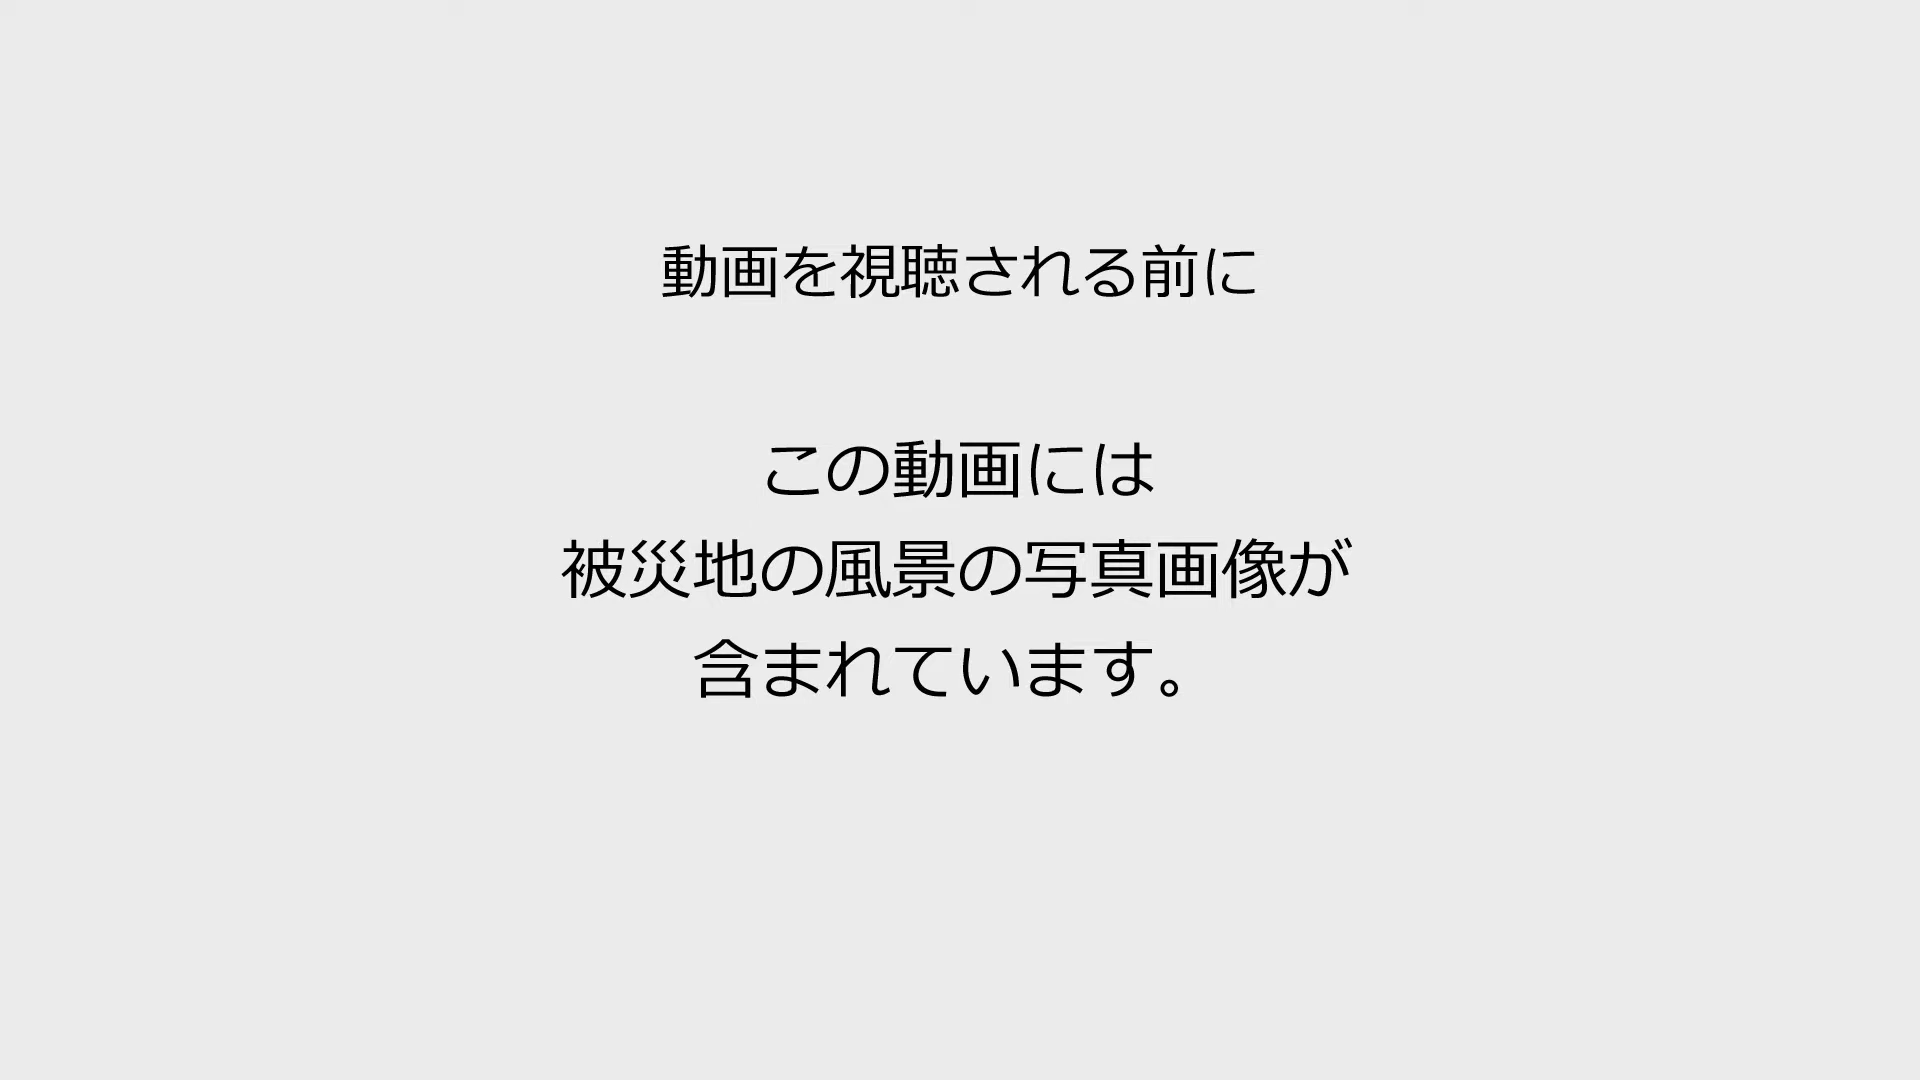 動画を視聴される前に
この動画には
被災地の風景の写真画像が
含まれています。